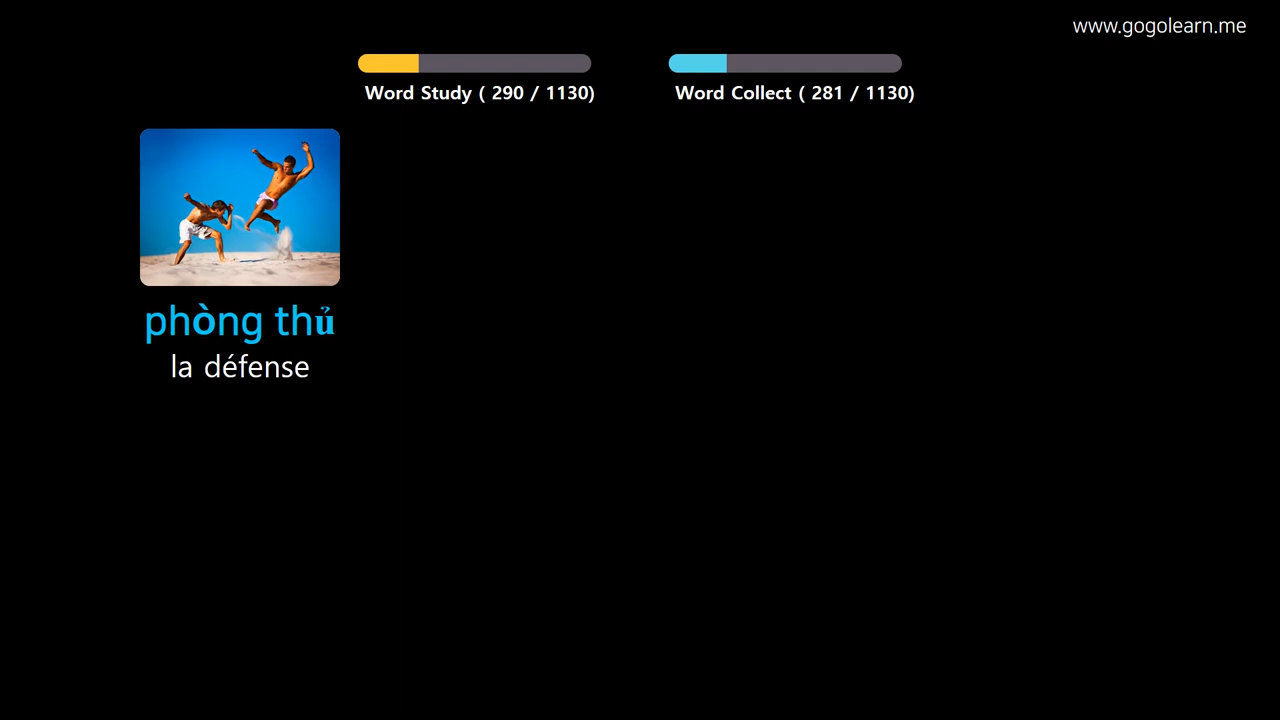 www.gogolearn.me
Word Study ( 290 / 1130)
Word Collect ( 281 / 1130)
phòng thủ
la défense